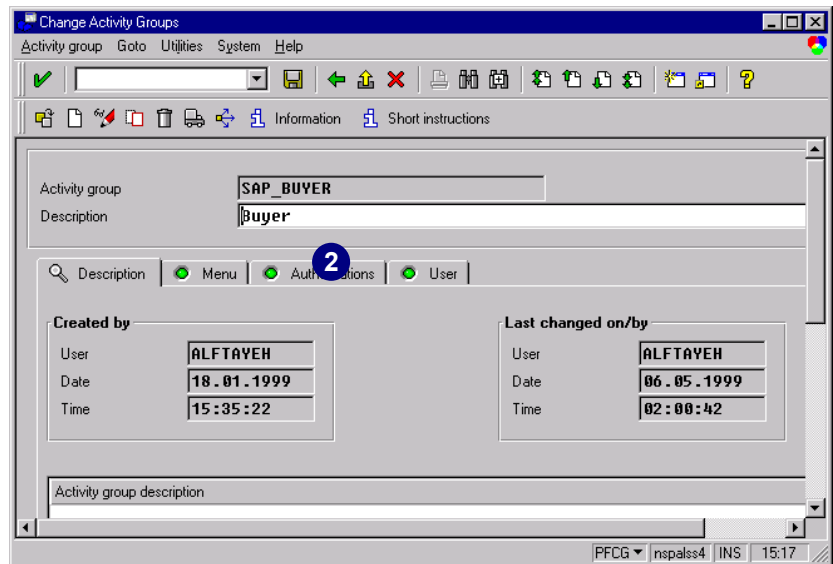 Change Activity Groups
Activity group Goto Utilities System Help
Information Short instructions
Activity group SAP_BUYER
Description Buyer
Description Menu 2 User
Created by Last changed on/by
User ALFTAYEH User ALFTAYEH
Date 18.01.1999 Date 06.05.1999
Time 15:35:22 Time 02:00:42
Activity group description
PFCG nspalss4 INS 15:17